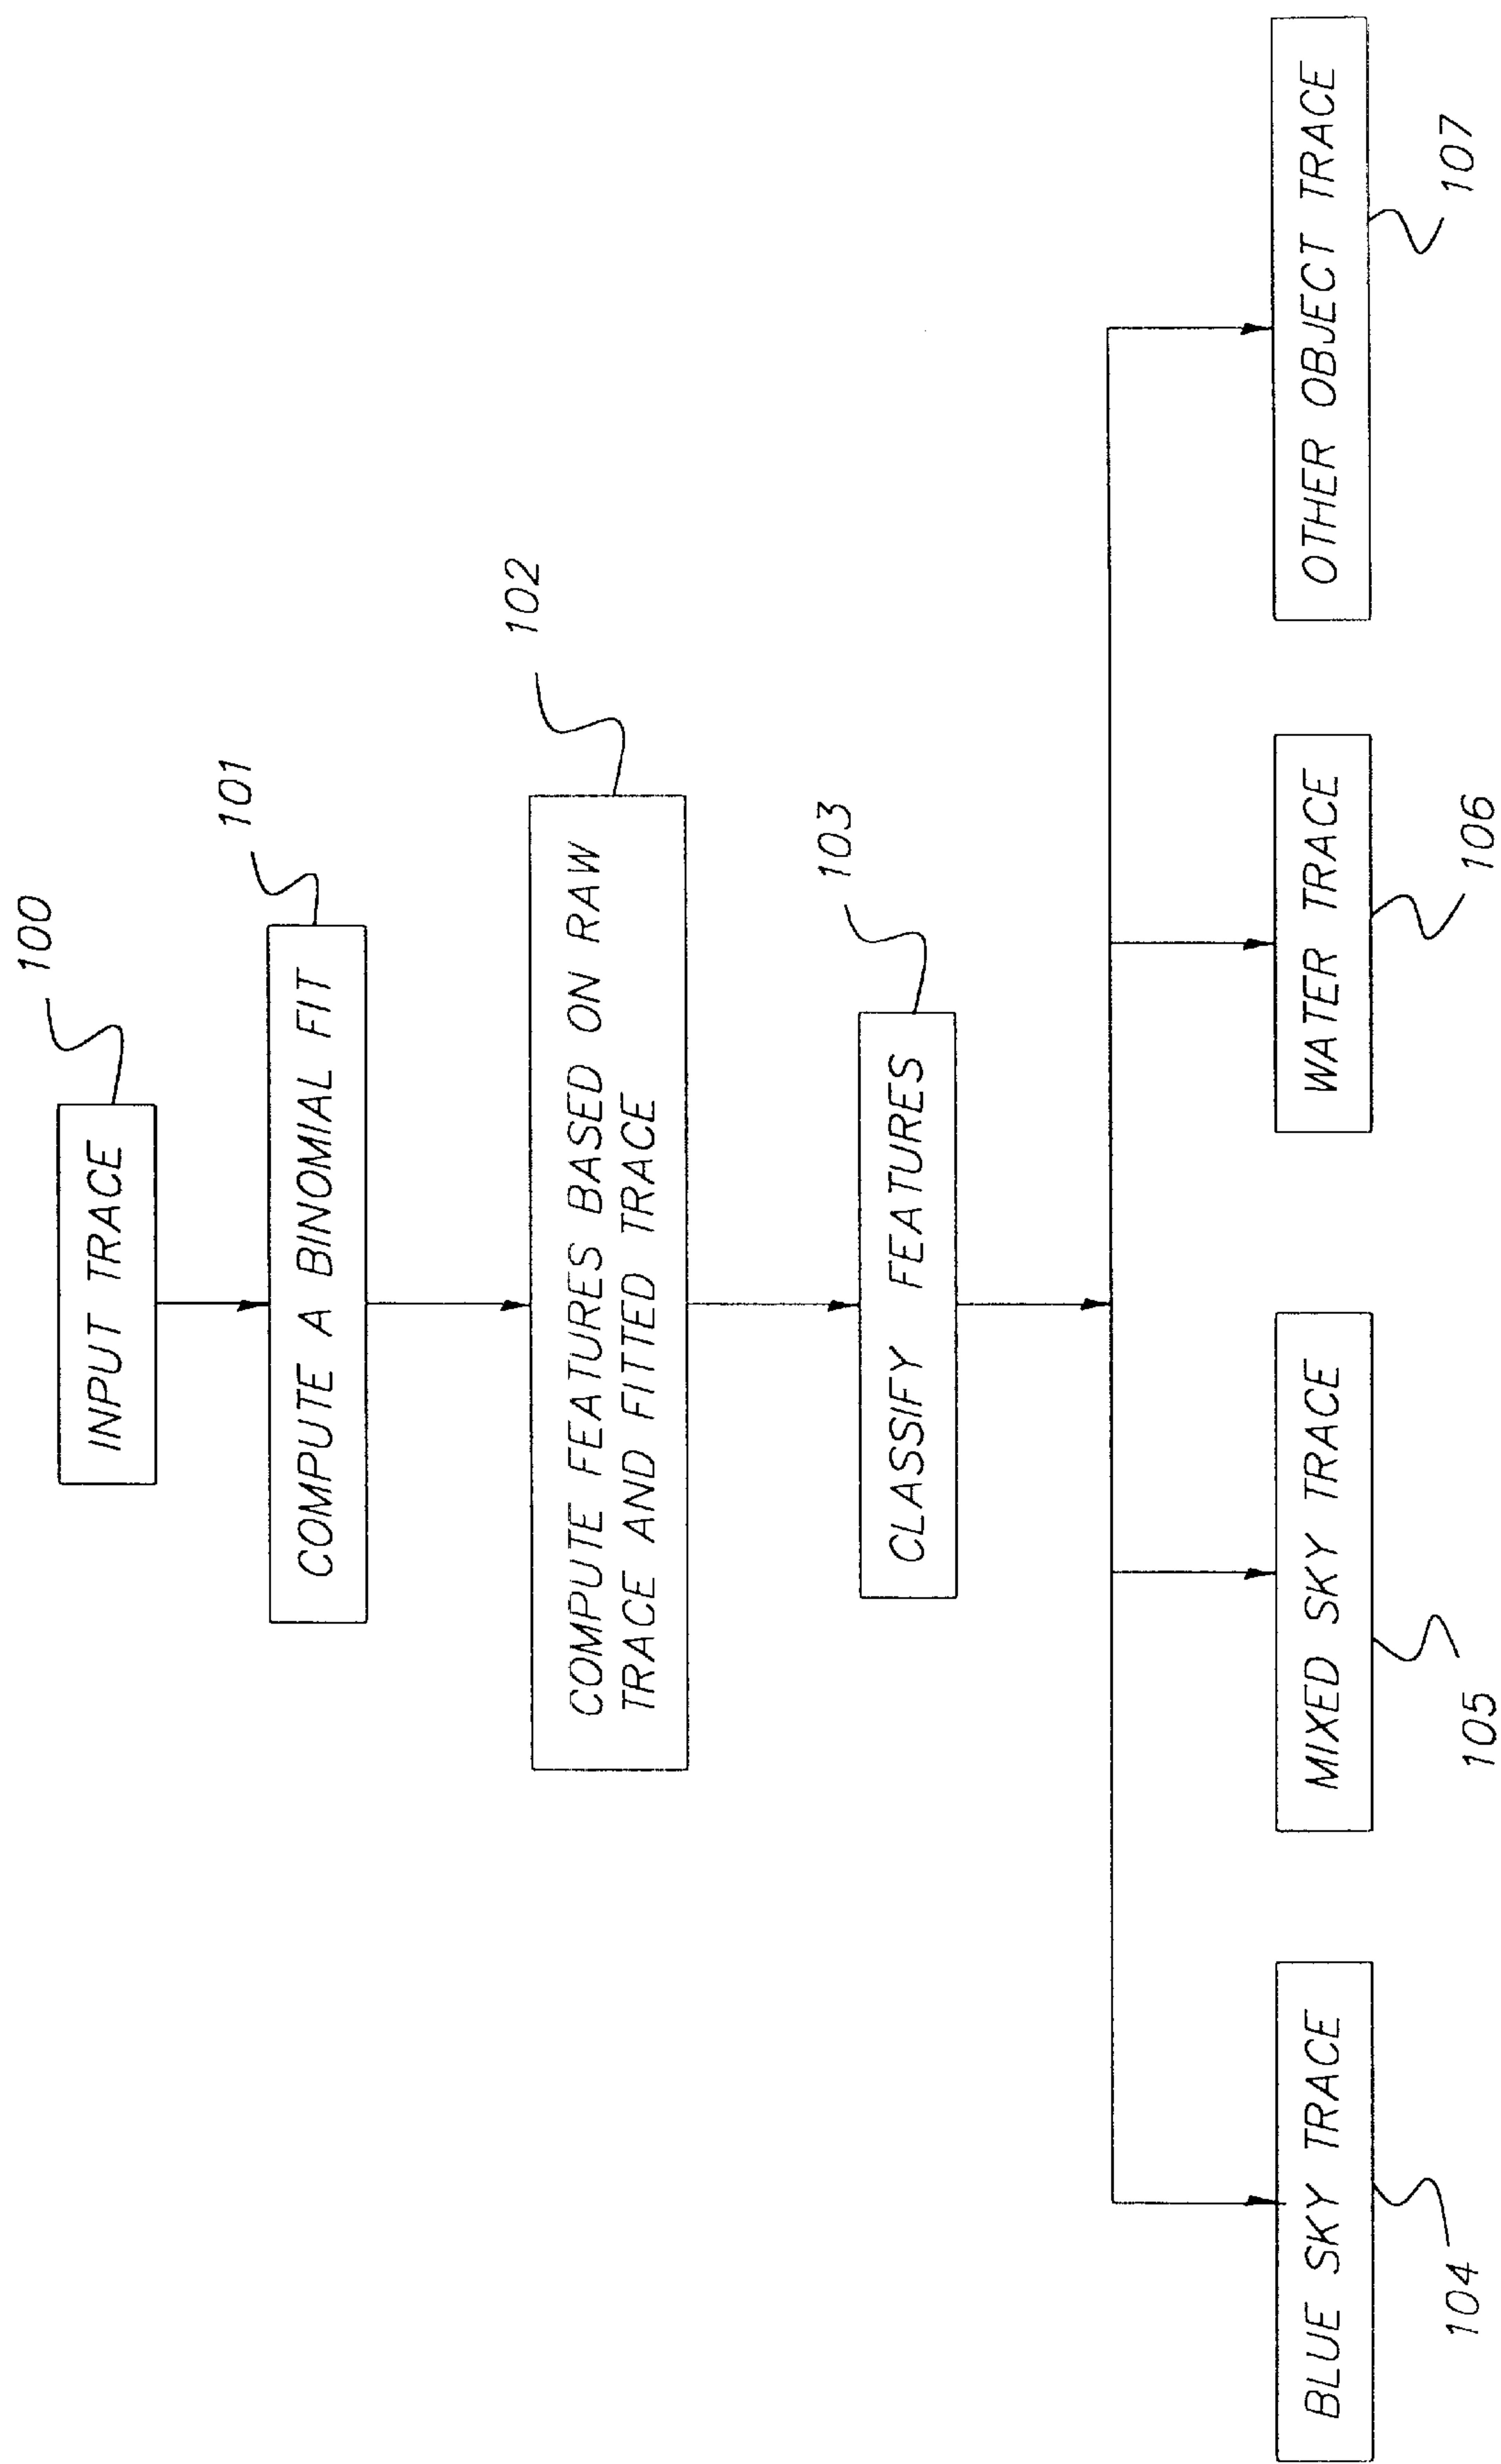 100
INPUT TRACE
101
COMPUTE A BINOMIAL FIT
102
COMPUTE FEATURES BASED ON RAW
TRACE AND FITTED TRACE
103
CLASSIFY FEATURES
BLUE SKY TRACE
104
MIXED SKY TRACE
105
WATER TRACE
106
OTHER OBJECT TRACE
107